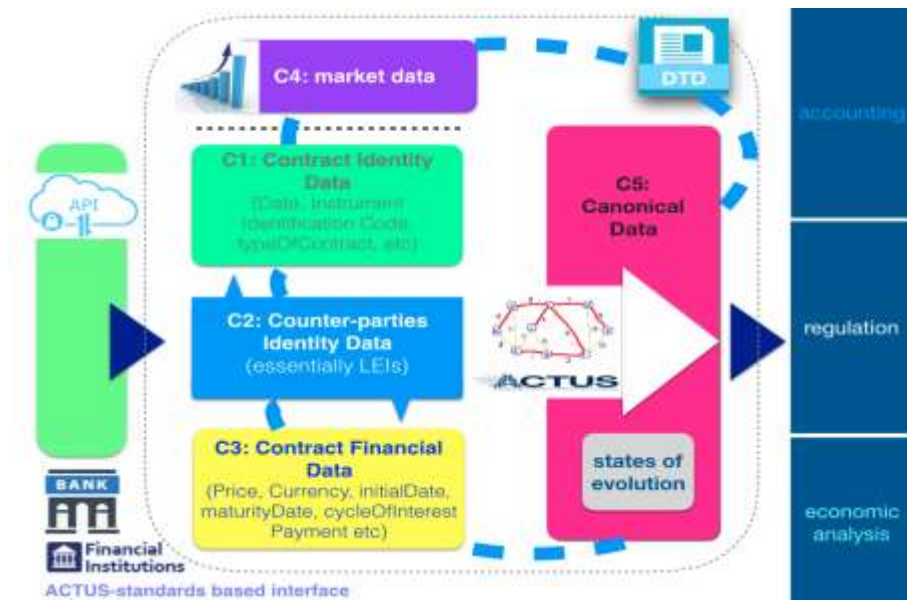 C4: market data
DTD
accounting
API
C1: Contract Identity
Data
(Date, Instrument
Identification Code,
typeOfContract, etc)
C5:
Canonical
Data
C2: Counter-parties
Identity Data
(essentially LEIs)
ACTUS
regulation
C3: Contract Financial
Data
(Price, Currency, initialDate,
maturityDate, cycleOfInterest
Payment etc)
states of
evolution
BANK
Financial
Institutions
economic
analysis
ACTUS-standards based interface